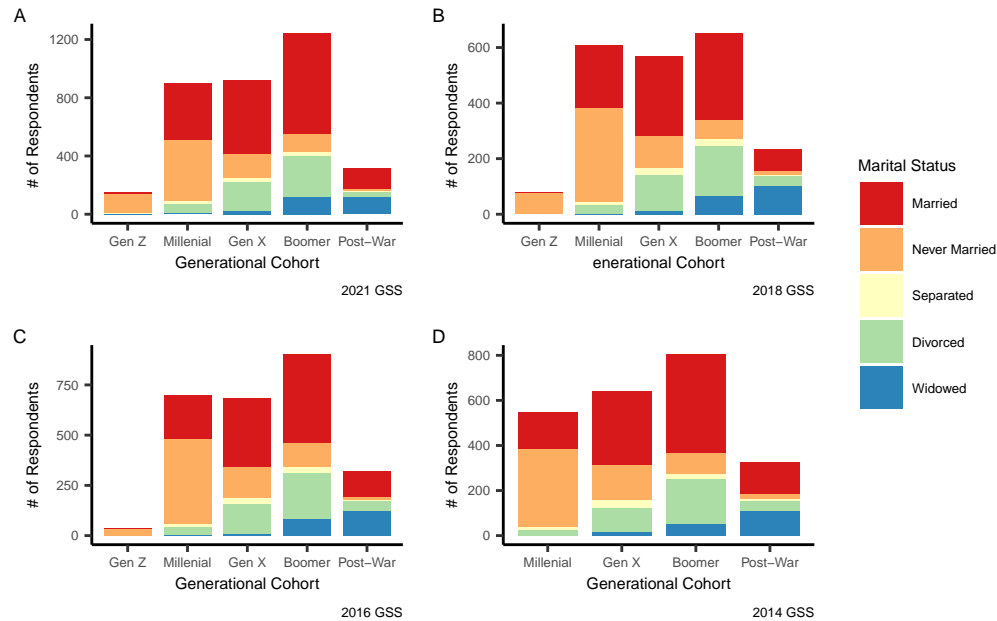 A
# of Respondents
1200
800
400
0
Gen Z Millenial Gen X Boomer Post−War
Generational Cohort
2021 GSS
B
# of Respondents
600
400
200
0
Gen Z Millenial Gen X Boomer Post−War
enerational Cohort
2018 GSS
C
# of Respondents
750
500
250
0
Gen Z Millenial Gen X Boomer Post−War
Generational Cohort
2016 GSS
D
# of Respondents
800
600
400
200
0
Millenial Gen X Boomer Post−War
Generational Cohort
2014 GSS
Marital Status
Married
Never Married
Separated
Divorced
Widowed